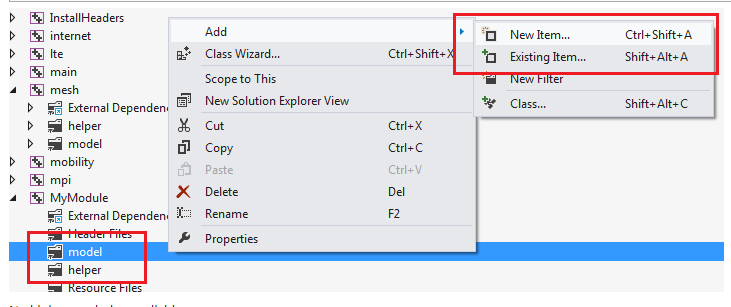 InstallHeaders
internet
lte
main
mesh
External Dependenc
helper
model
mobility
mpi
MyModule
External Dependenc
Header Files
model
helper
Resource Files
Add
Class Wizard... Ctrl+Shift+X
Scope to This
New Solution Explorer View
Cut Ctrl+X
Copy Ctrl+C
Paste Ctrl+V
Delete Del
Rename F2
Properties
New Item... Ctrl+Shift+A
Existing Item... Shift+Alt+A
New Filter
Class... Shift+Alt+C